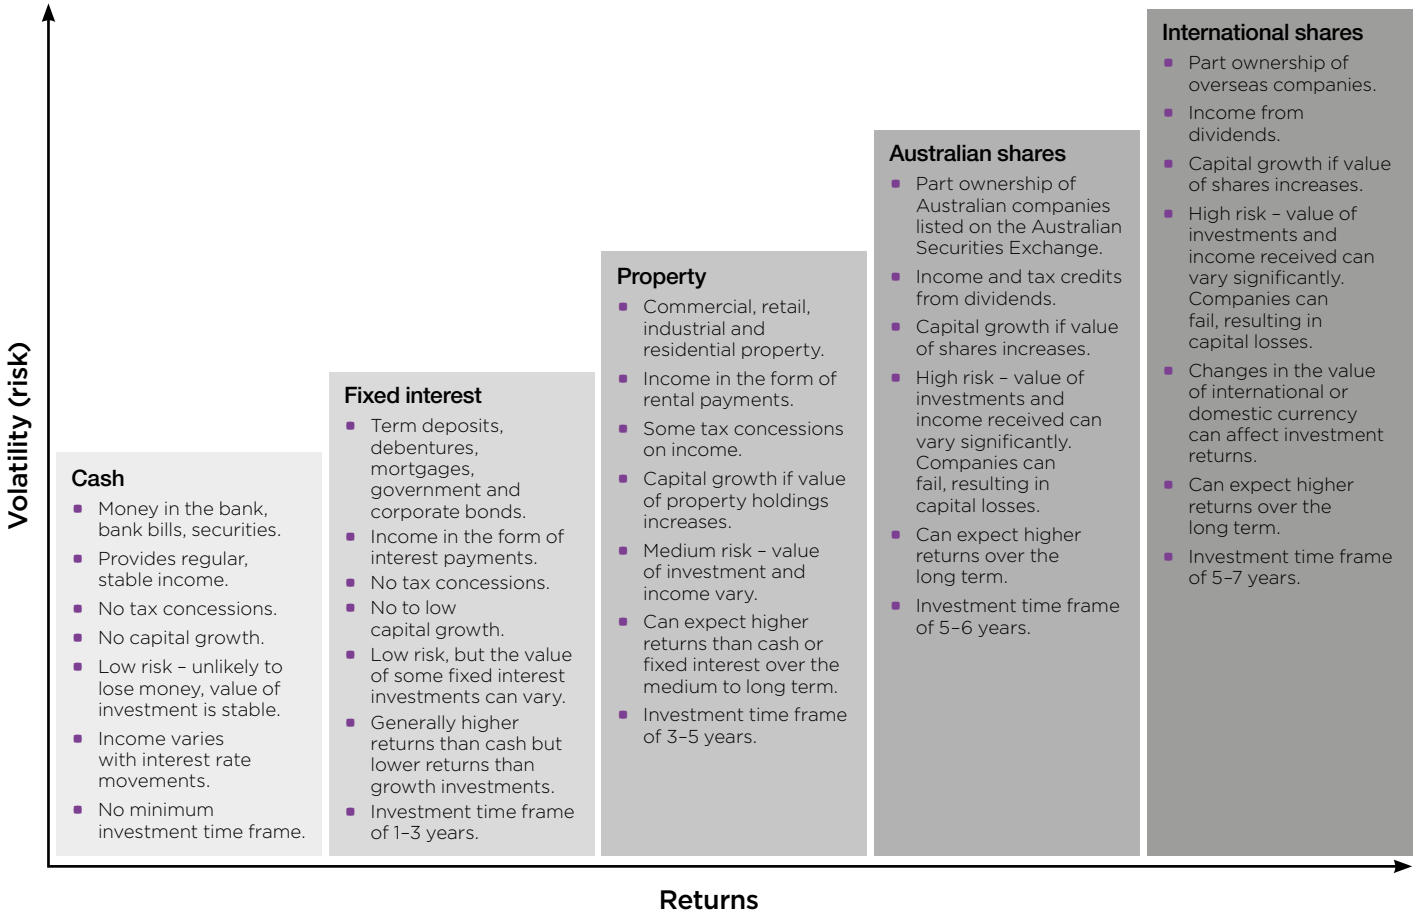 Volatility (risk)
Cash
Money in the bank,
bank bills, securities.
Provides regular,
stable income.
No tax concessions.
No capital growth.
Low risk – unlikely to
lose money, value of
investment is stable.
Income varies
with interest rate
movements.
No minimum
investment time frame.
Fixed interest
Term deposits,
debentures,
mortgages,
government and
corporate bonds.
Income in the form of
interest payments.
No tax concessions.
No to low
capital growth.
Low risk, but the value
of some fixed interest
investments can vary.
Generally higher
returns than cash but
lower returns than
growth investments.
Investment time frame
of 1–3 years.
Property
Commercial, retail,
industrial and
residential property.
Income in the form of
rental payments.
Some tax concessions
on income.
Capital growth if value
of property holdings
increases.
Medium risk – value
of investment and
income vary.
Can expect higher
returns than cash or
fixed interest over the
medium to long term.
Investment time frame
of 3–5 years.
Australian shares
Part ownership of
Australian companies
listed on the Australian
Securities Exchange.
Income and tax credits
from dividends.
Capital growth if value
of shares increases.
High risk – value of
investments and
income received can
vary significantly.
Companies can
fail, resulting in
capital losses.
Can expect higher
returns over the
long term.
Investment time frame
of 5–6 years.
International shares
Part ownership of
overseas companies.
Income from
dividends.
Capital growth if value
of shares increases.
High risk – value of
investments and
income received can
vary significantly.
Companies can
fail, resulting in
capital losses.
Changes in the value
of international or
domestic currency
can affect investment
returns.
Can expect higher
returns over the
long term.
Investment time frame
of 5–7 years.
Returns